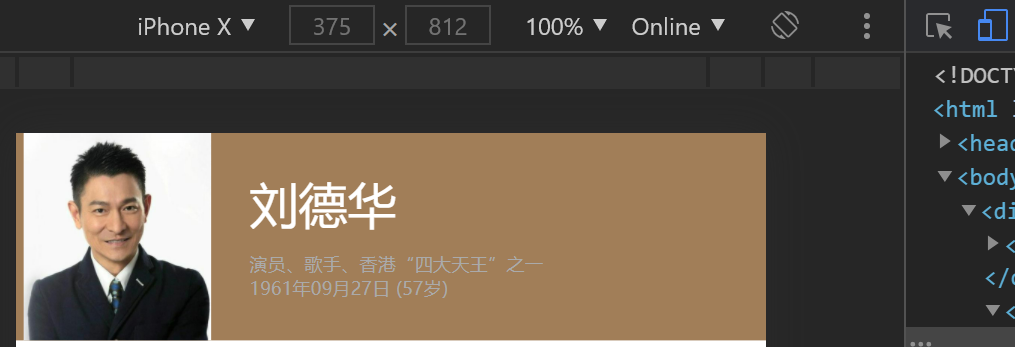 iPhone X ▼ 375 × 812 100% ▼ Online ▼
<!DOCT
<html
<head
<body
<di
<
</
<
刘德华
演员、歌手、香港“四大天王”之一
1961年09月27日 (57岁)